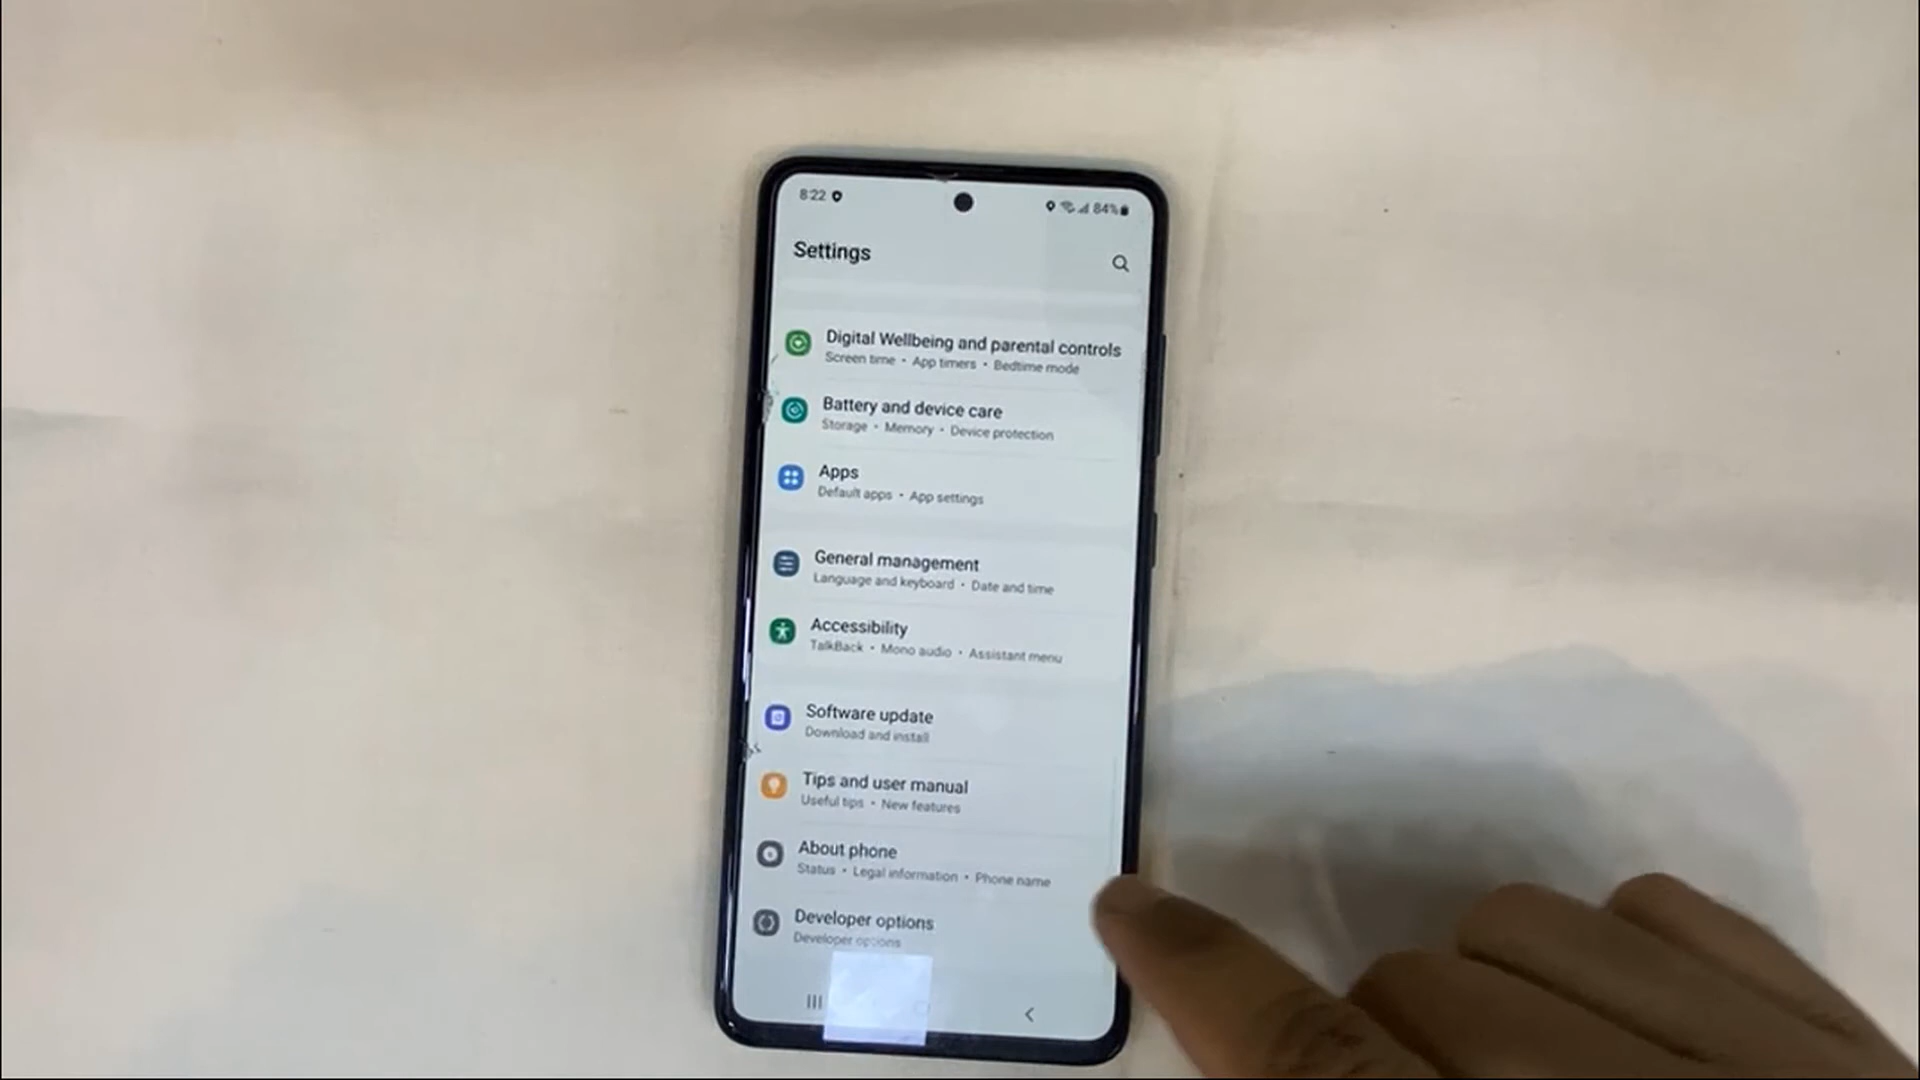 8:22
84%
Settings
Digital Wellbeing and parental controls
Screen time • App timers • Bedtime mode
Battery and device care
Storage • Memory • Device protection
Apps
Default apps • App settings
General management
Language and keyboard • Date and time
Accessibility
TalkBack • Mono audio • Assistant menu
Software update
Download and install
Tips and user manual
Useful tips • New features
About phone
Status • Legal information • Phone name
Developer options
Developer options